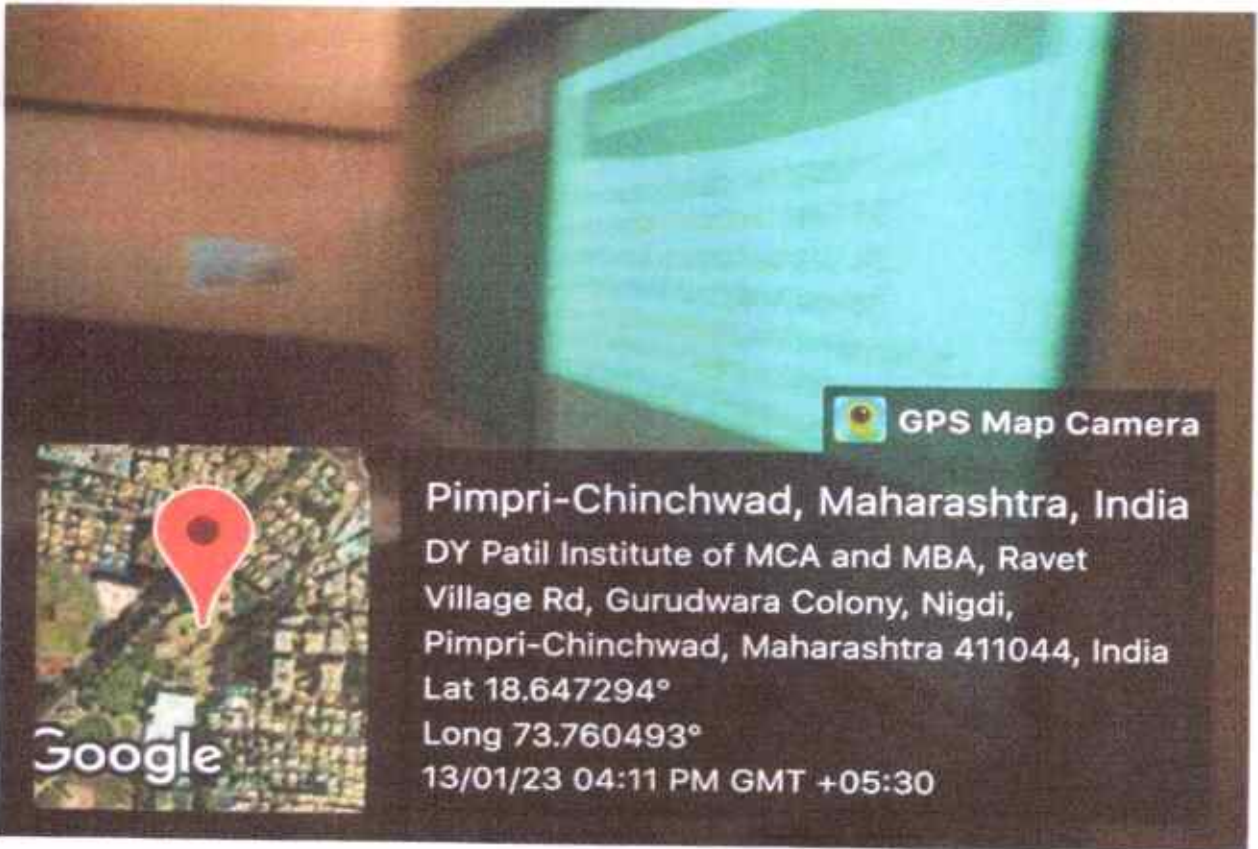 GPS Map Camera
Pimpri-Chinchwad, Maharashtra, India
DY Patil Institute of MCA and MBA, Ravet
Village Rd, Gurudwara Colony, Nigdi,
Pimpri-Chinchwad, Maharashtra 411044, India
Lat 18.647294°
Long 73.760493°
13/01/23 04:11 PM GMT +05:30
Google